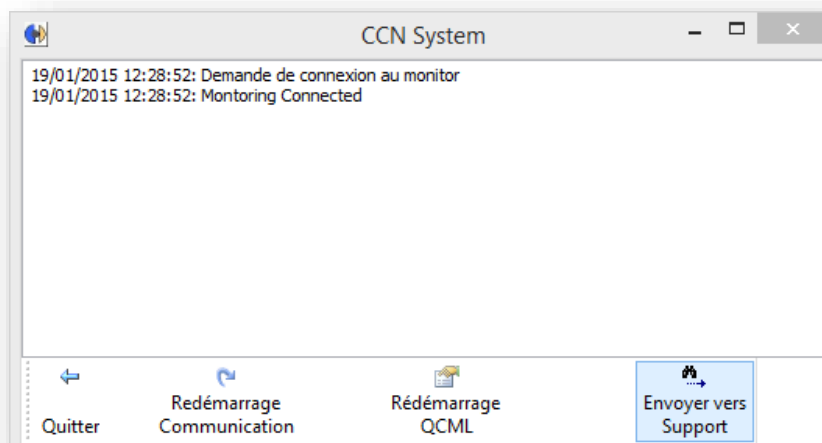 CCN System
19/01/2015 12:28:52: Demande de connexion au monitor
19/01/2015 12:28:52: Montoring Connected
Quitter
Redémarrage
Communication
Rédémarrage
QCML
Envoyer vers
Support